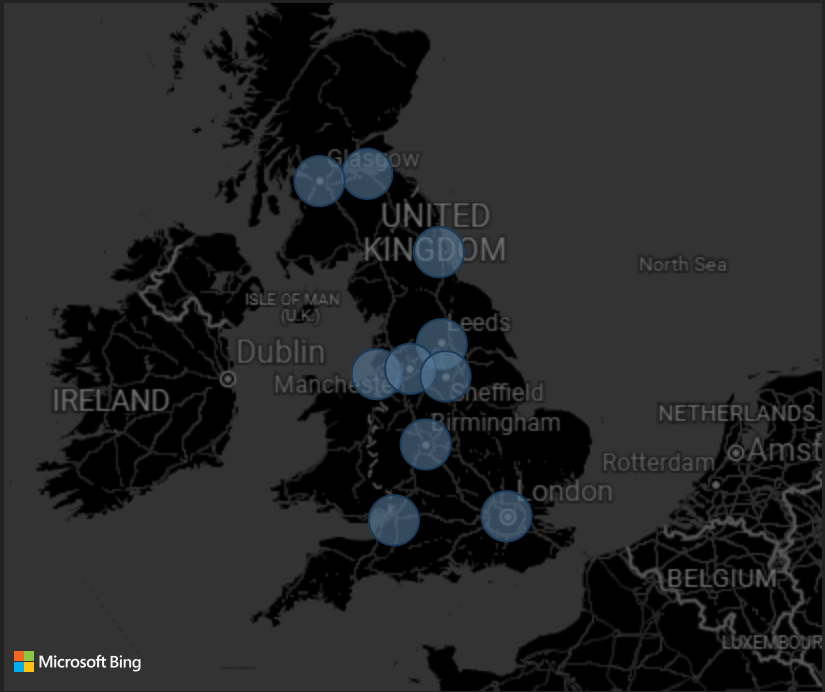 Glasgow
UNITED
KINGDOM
North Sea
ISLE OF MAN
(U.K.)
Leeds
Dublin
Mancheste
Sheffield
IRELAND
NETHERLANDS
Birmingham
Amst
Rotterdam
London
BELGIUM
LUXEMBOUR
Microsoft Bing